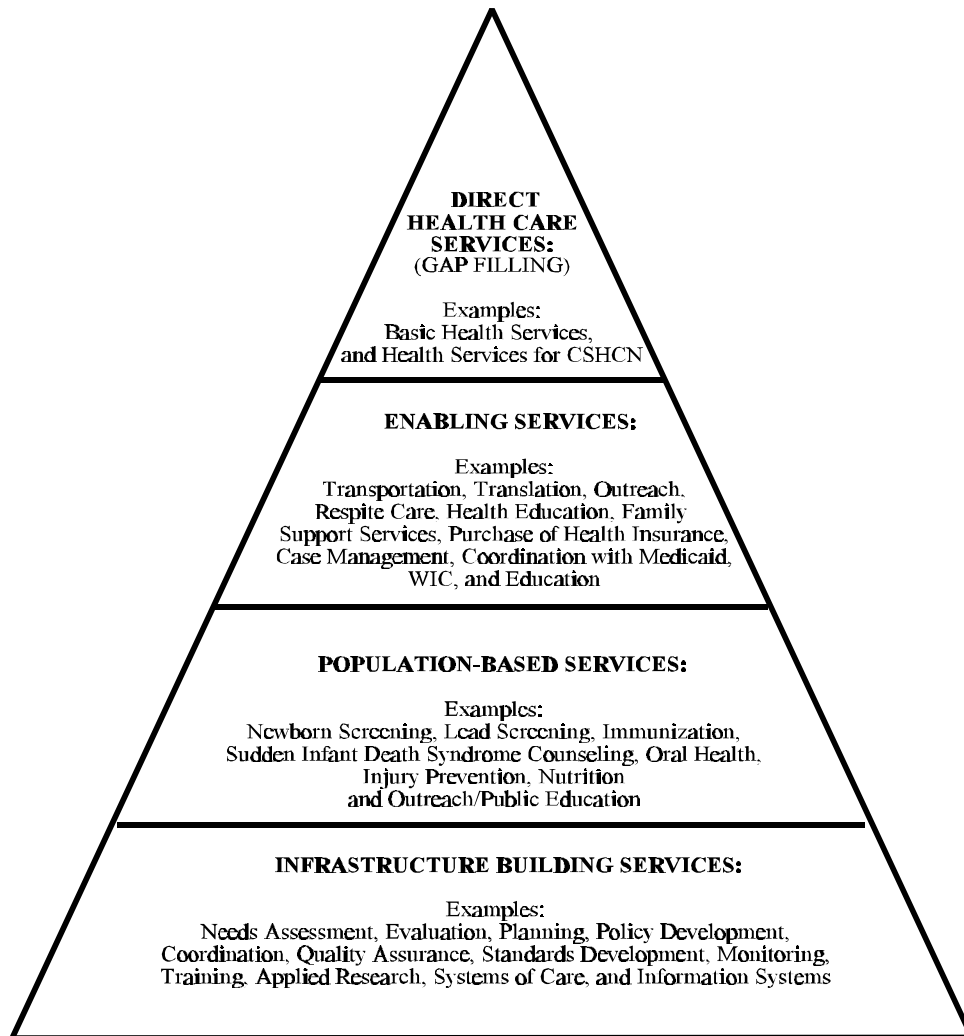 DIRECT
HEALTH CARE
SERVICES:
(GAP FILLING)
Examples:
Basic Health Services,
and Health Services for CSHCN
ENABLING SERVICES:
Examples:
Transportation, Translation, Outreach,
Respite Care, Health Education, Family
Support Services, Purchase of Health Insurance,
Case Management, Coordination with Medicaid,
WIC, and Education
POPULATION-BASED SERVICES:
Examples:
Newborn Screening, Lead Screening, Immunization,
Sudden Infant Death Syndrome Counseling, Oral Health,
Injury Prevention, Nutrition
and Outreach/Public Education
INFRASTRUCTURE BUILDING SERVICES:
Examples:
Needs Assessment, Evaluation, Planning, Policy Development,
Coordination, Quality Assurance, Standards Development, Monitoring,
Training, Applied Research, Systems of Care, and Information Systems